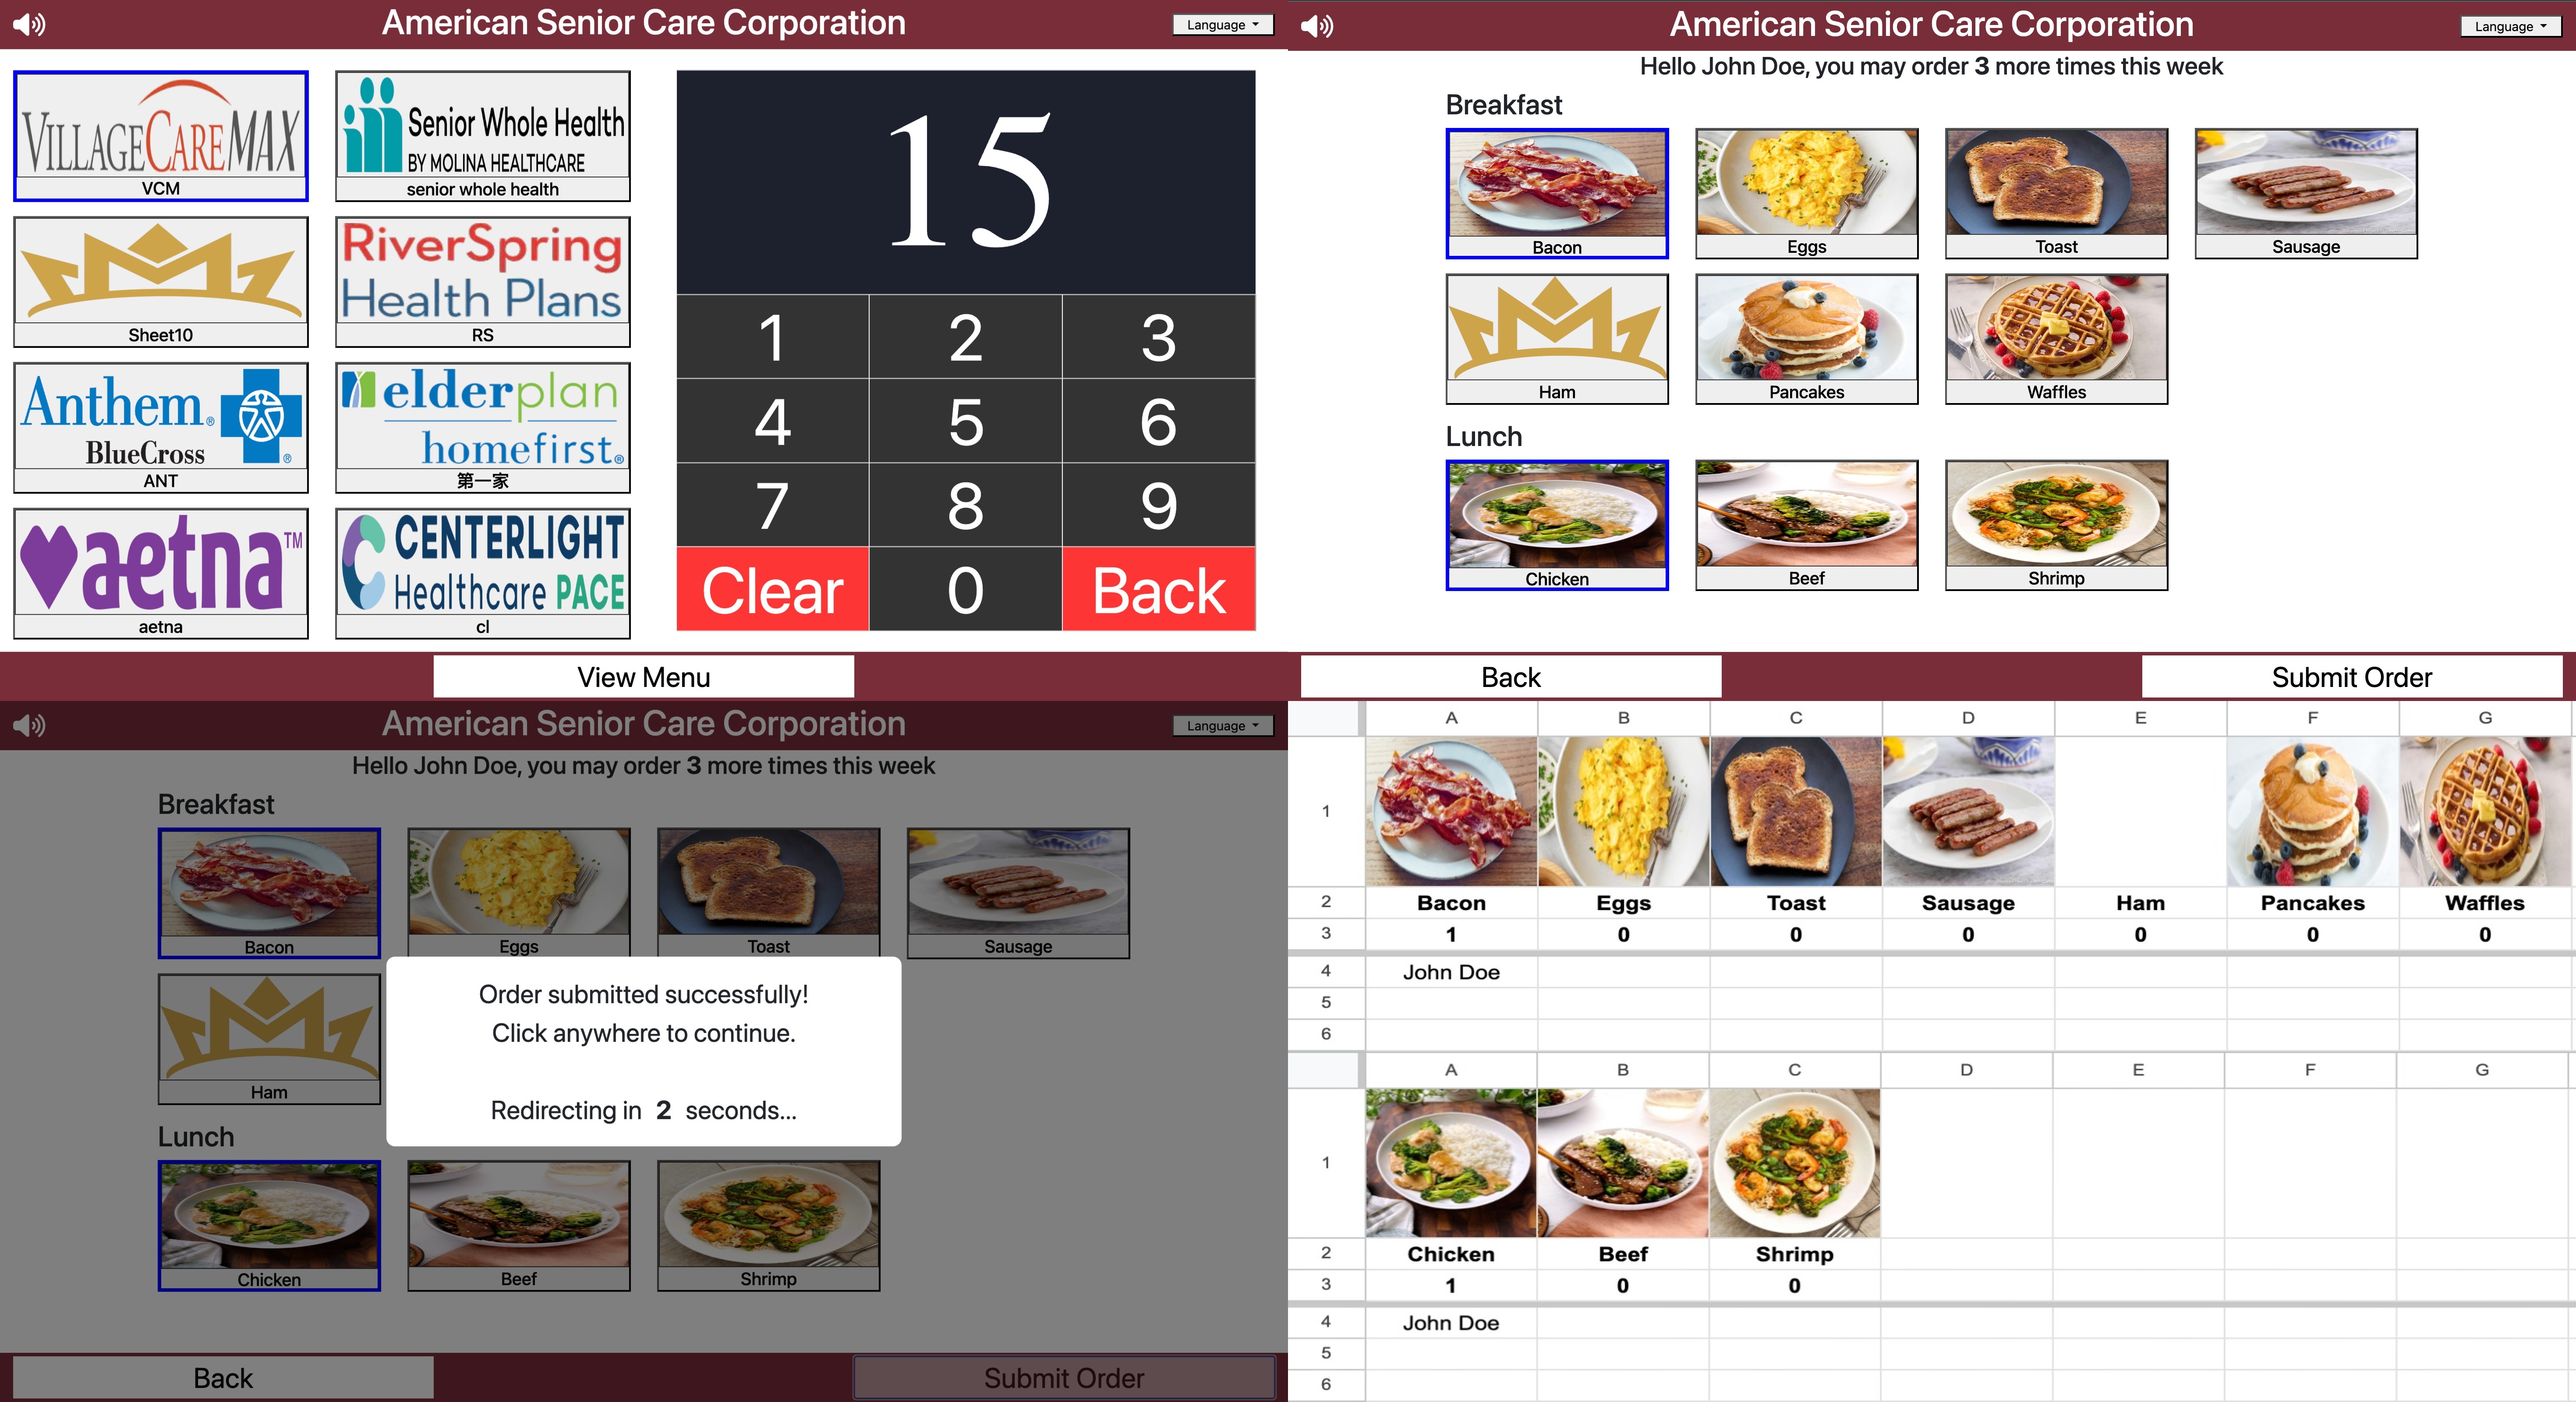 American Senior Care Corporation
Language
VILLAGECAREMAX
VCM
Senior Whole Health
BY MOLINA HEALTHCARE
senior whole health
Sheet10
RiverSpring
Health Plans
RS
Anthem®
BlueCross ®
ANT
elderplan
homefirst®
第一家
aetna™
aetna
CENTERLIGHT
Healthcare PACE
cl
15
1 2 3
4 5 6
7 8 9
Clear 0 Back
View Menu
American Senior Care Corporation
Language
Hello John Doe, you may order 3 more times this week
Breakfast
Bacon Eggs Toast Sausage
Ham Pancakes Waffles
Lunch
Chicken Beef Shrimp
Back Submit Order
American Senior Care Corporation
Language
Hello John Doe, you may order 3 more times this week
Breakfast
Bacon Eggs Toast Sausage
Ham
Order submitted successfully!
Click anywhere to continue.
Redirecting in 2 seconds...
Lunch
Chicken Beef Shrimp
Back Submit Order
A B C D E F G
1
2 Bacon Eggs Toast Sausage Ham Pancakes Waffles
3 1 0 0 0 0 0 0
4 John Doe
5
6
A B C D E F G
1
2 Chicken Beef Shrimp
3 1 0 0
4 John Doe
5
6